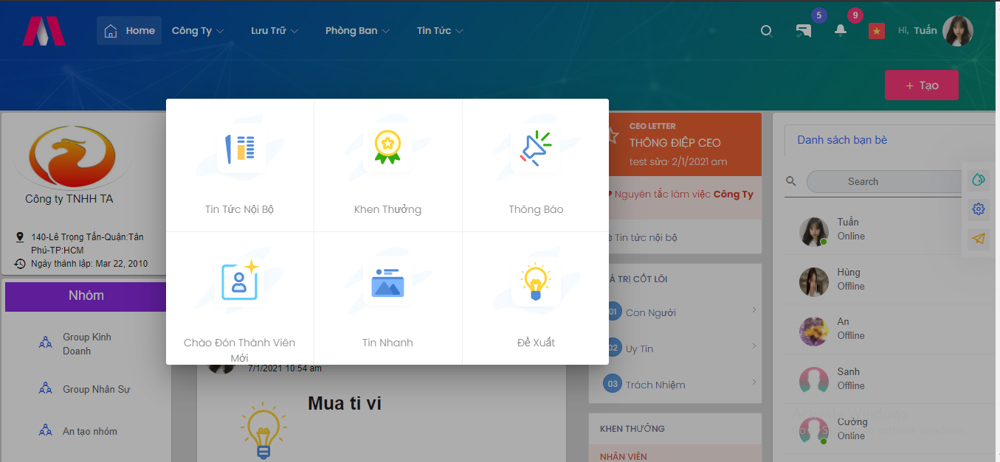 Home
Công Ty
Lưu Trữ
Phòng Ban
Tin Tức
5
9
Hi, Tuấn
+ Tạo
Công ty TNHH TA
140-Lê Trọng Tấn-Quận:Tân
Phú-TP:HCM
Ngày thành lập: Mar 22, 2010
Nhóm
Group Kinh
Doanh
Group Nhân Sự
An tạo nhóm
Tin Tức Nội Bộ
Khen Thưởng
Thông Báo
Chào Đón Thành Viên
Mới
Tin Nhanh
Đề Xuất
7/1/2021 10:54 am
Mua ti vi
CEO LETTER
THÔNG ĐIỆP CEO
test sửa· 2/1/2021 am
Nguyên tắc làm việc Công Ty
Tin tức nội bộ
Á TRỊ CỐT LÕI
01 Con Người
02 Uy Tín
03 Trách Nhiệm
KHEN THƯỞNG
NHÂN VIÊN
Danh sách bạn bè
Search
Tuấn
Online
Hùng
Offline
An
Offline
Sanh
Offline
Cường
Online